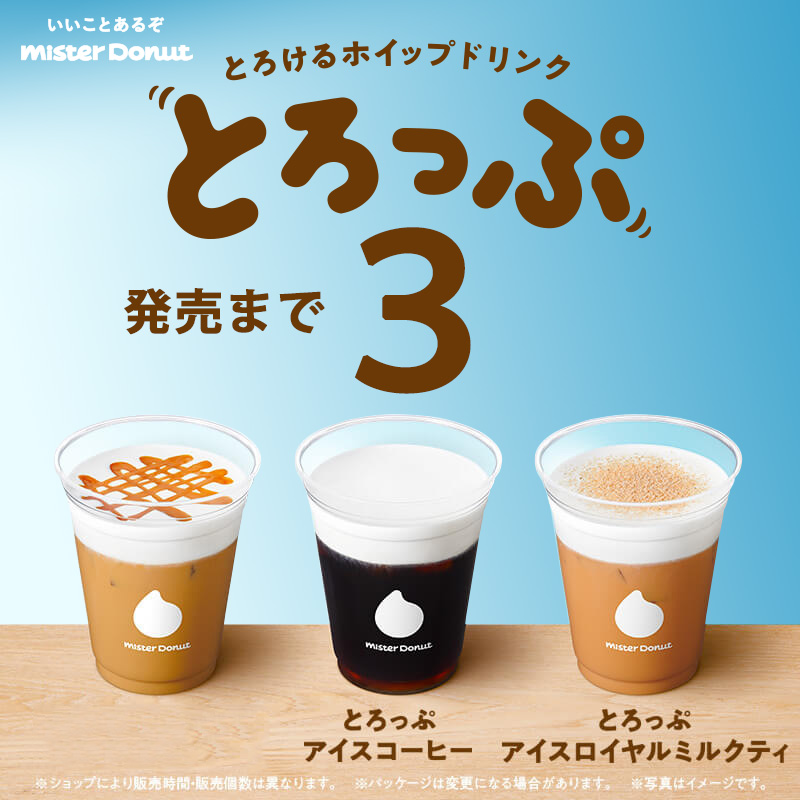 いいことあるぞ
mister Donut
とろけるホイップドリンク
とろっぷ
発売まで 3
mister Donut
mister Donut
mister Donut
とろっぷ
アイスコーヒー
とろっぷ
アイスロイヤルミルクティ
※ショップにより販売時間・販売個数は異なります。 ※パッケージは変更になる場合があります。 ※写真はイメージです。